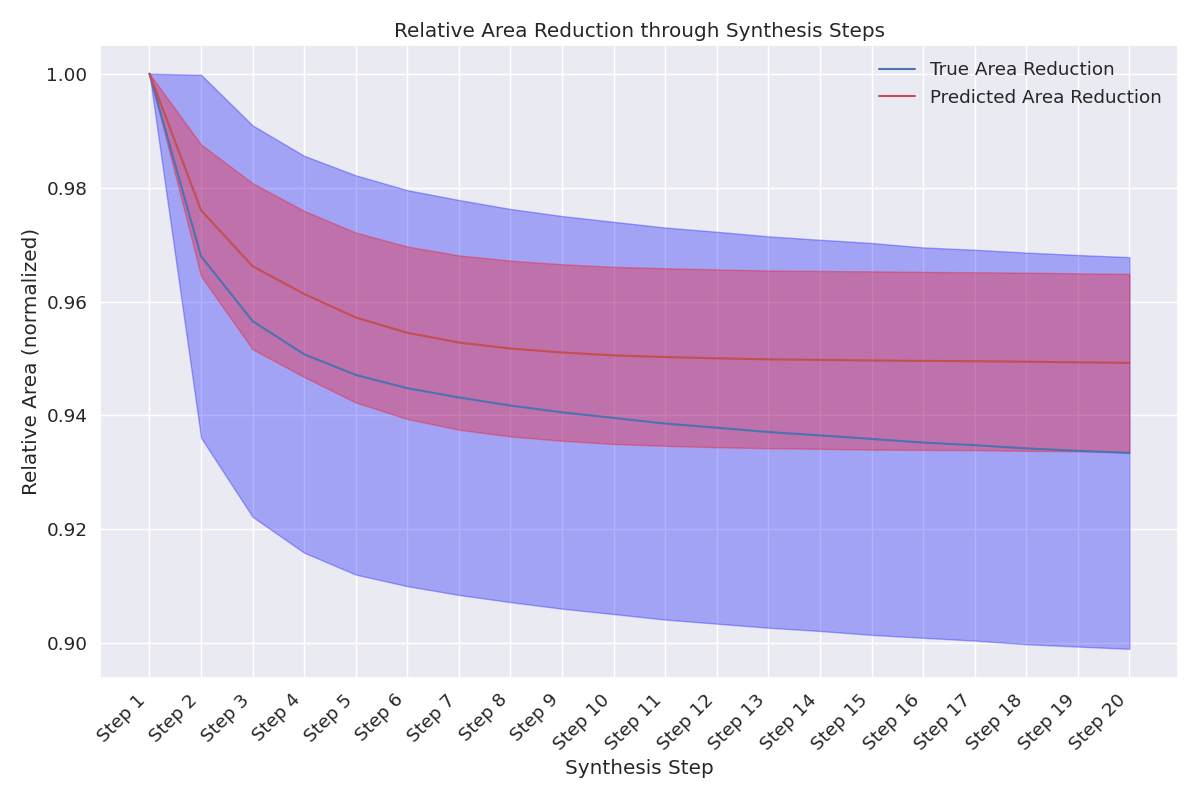 Relative Area Reduction through Synthesis Steps
True Area Reduction
Predicted Area Reduction
Relative Area (normalized)
1.00
0.98
0.96
0.94
0.92
0.90
Step 1
Step 2
Step 3
Step 4
Step 5
Step 6
Step 7
Step 8
Step 9
Step 10
Step 11
Step 12
Step 13
Step 14
Step 15
Step 16
Step 17
Step 18
Step 19
Step 20
Synthesis Step